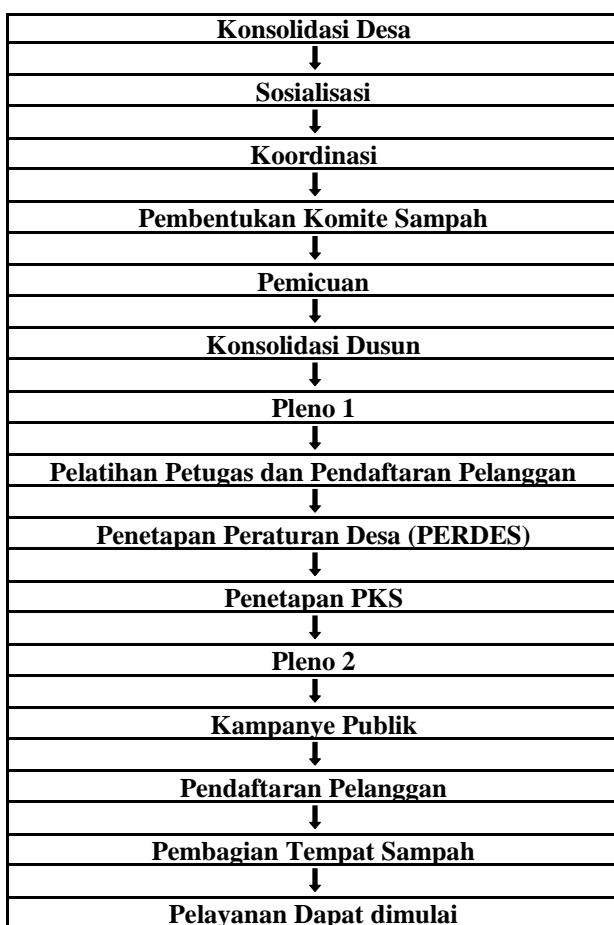 Konsolidasi Desa
Sosialisasi
Koordinasi
Pembentukan Komite Sampah
Pemicuan
Konsolidasi Dusun
Pleno 1
Pelatihan Petugas dan Pendaftaran Pelanggan
Penetapan Peraturan Desa (PERDES)
Penetapan PKS
Pleno 2
Kampanye Publik
Pendaftaran Pelanggan
Pembagian Tempat Sampah
Pelayanan Dapat dimulai